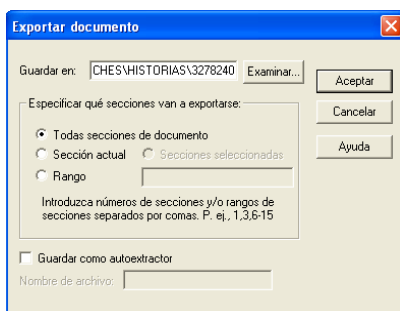 Exportar documento
Guardar en: CHES\HISTORIAS\3278240 Examinar...
Aceptar
Especificar qué secciones van a exportarse:
Cancelar
Todas secciones de documento
Ayuda
Sección actual Secciones seleccionadas
Rango
Introduzca números de secciones y/o rangos de
secciones separados por comas. P. ej., 1,3,6-15
Guardar como autoextractor
Nombre de archivo: